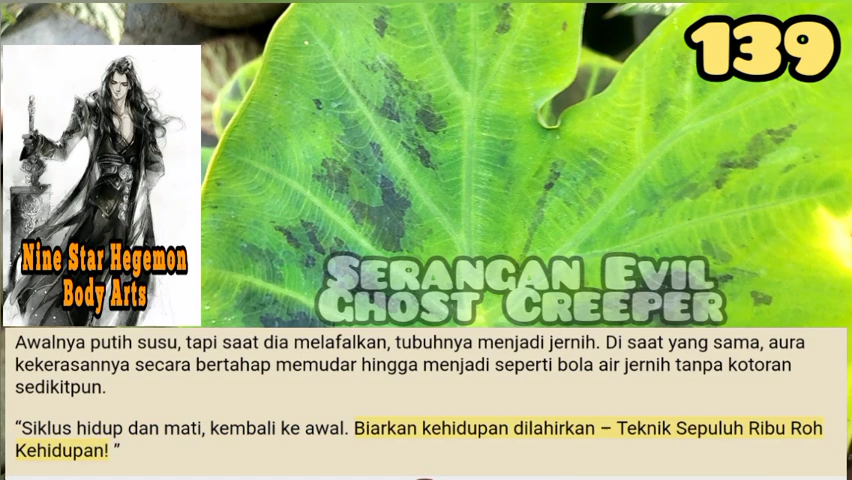 139
Nine Star Hegemon
Body Arts
Serangan Evil
Ghost Creeper
Awalnya putih susu, tapi saat dia melafalkan, tubuhnya menjadi jernih. Di saat yang sama, aura
kekerasannya secara bertahap memudar hingga menjadi seperti bola air jernih tanpa kotoran
sedikitpun.
“Siklus hidup dan mati, kembali ke awal. Biarkan kehidupan dilahirkan – Teknik Sepuluh Ribu Roh
Kehidupan! ”